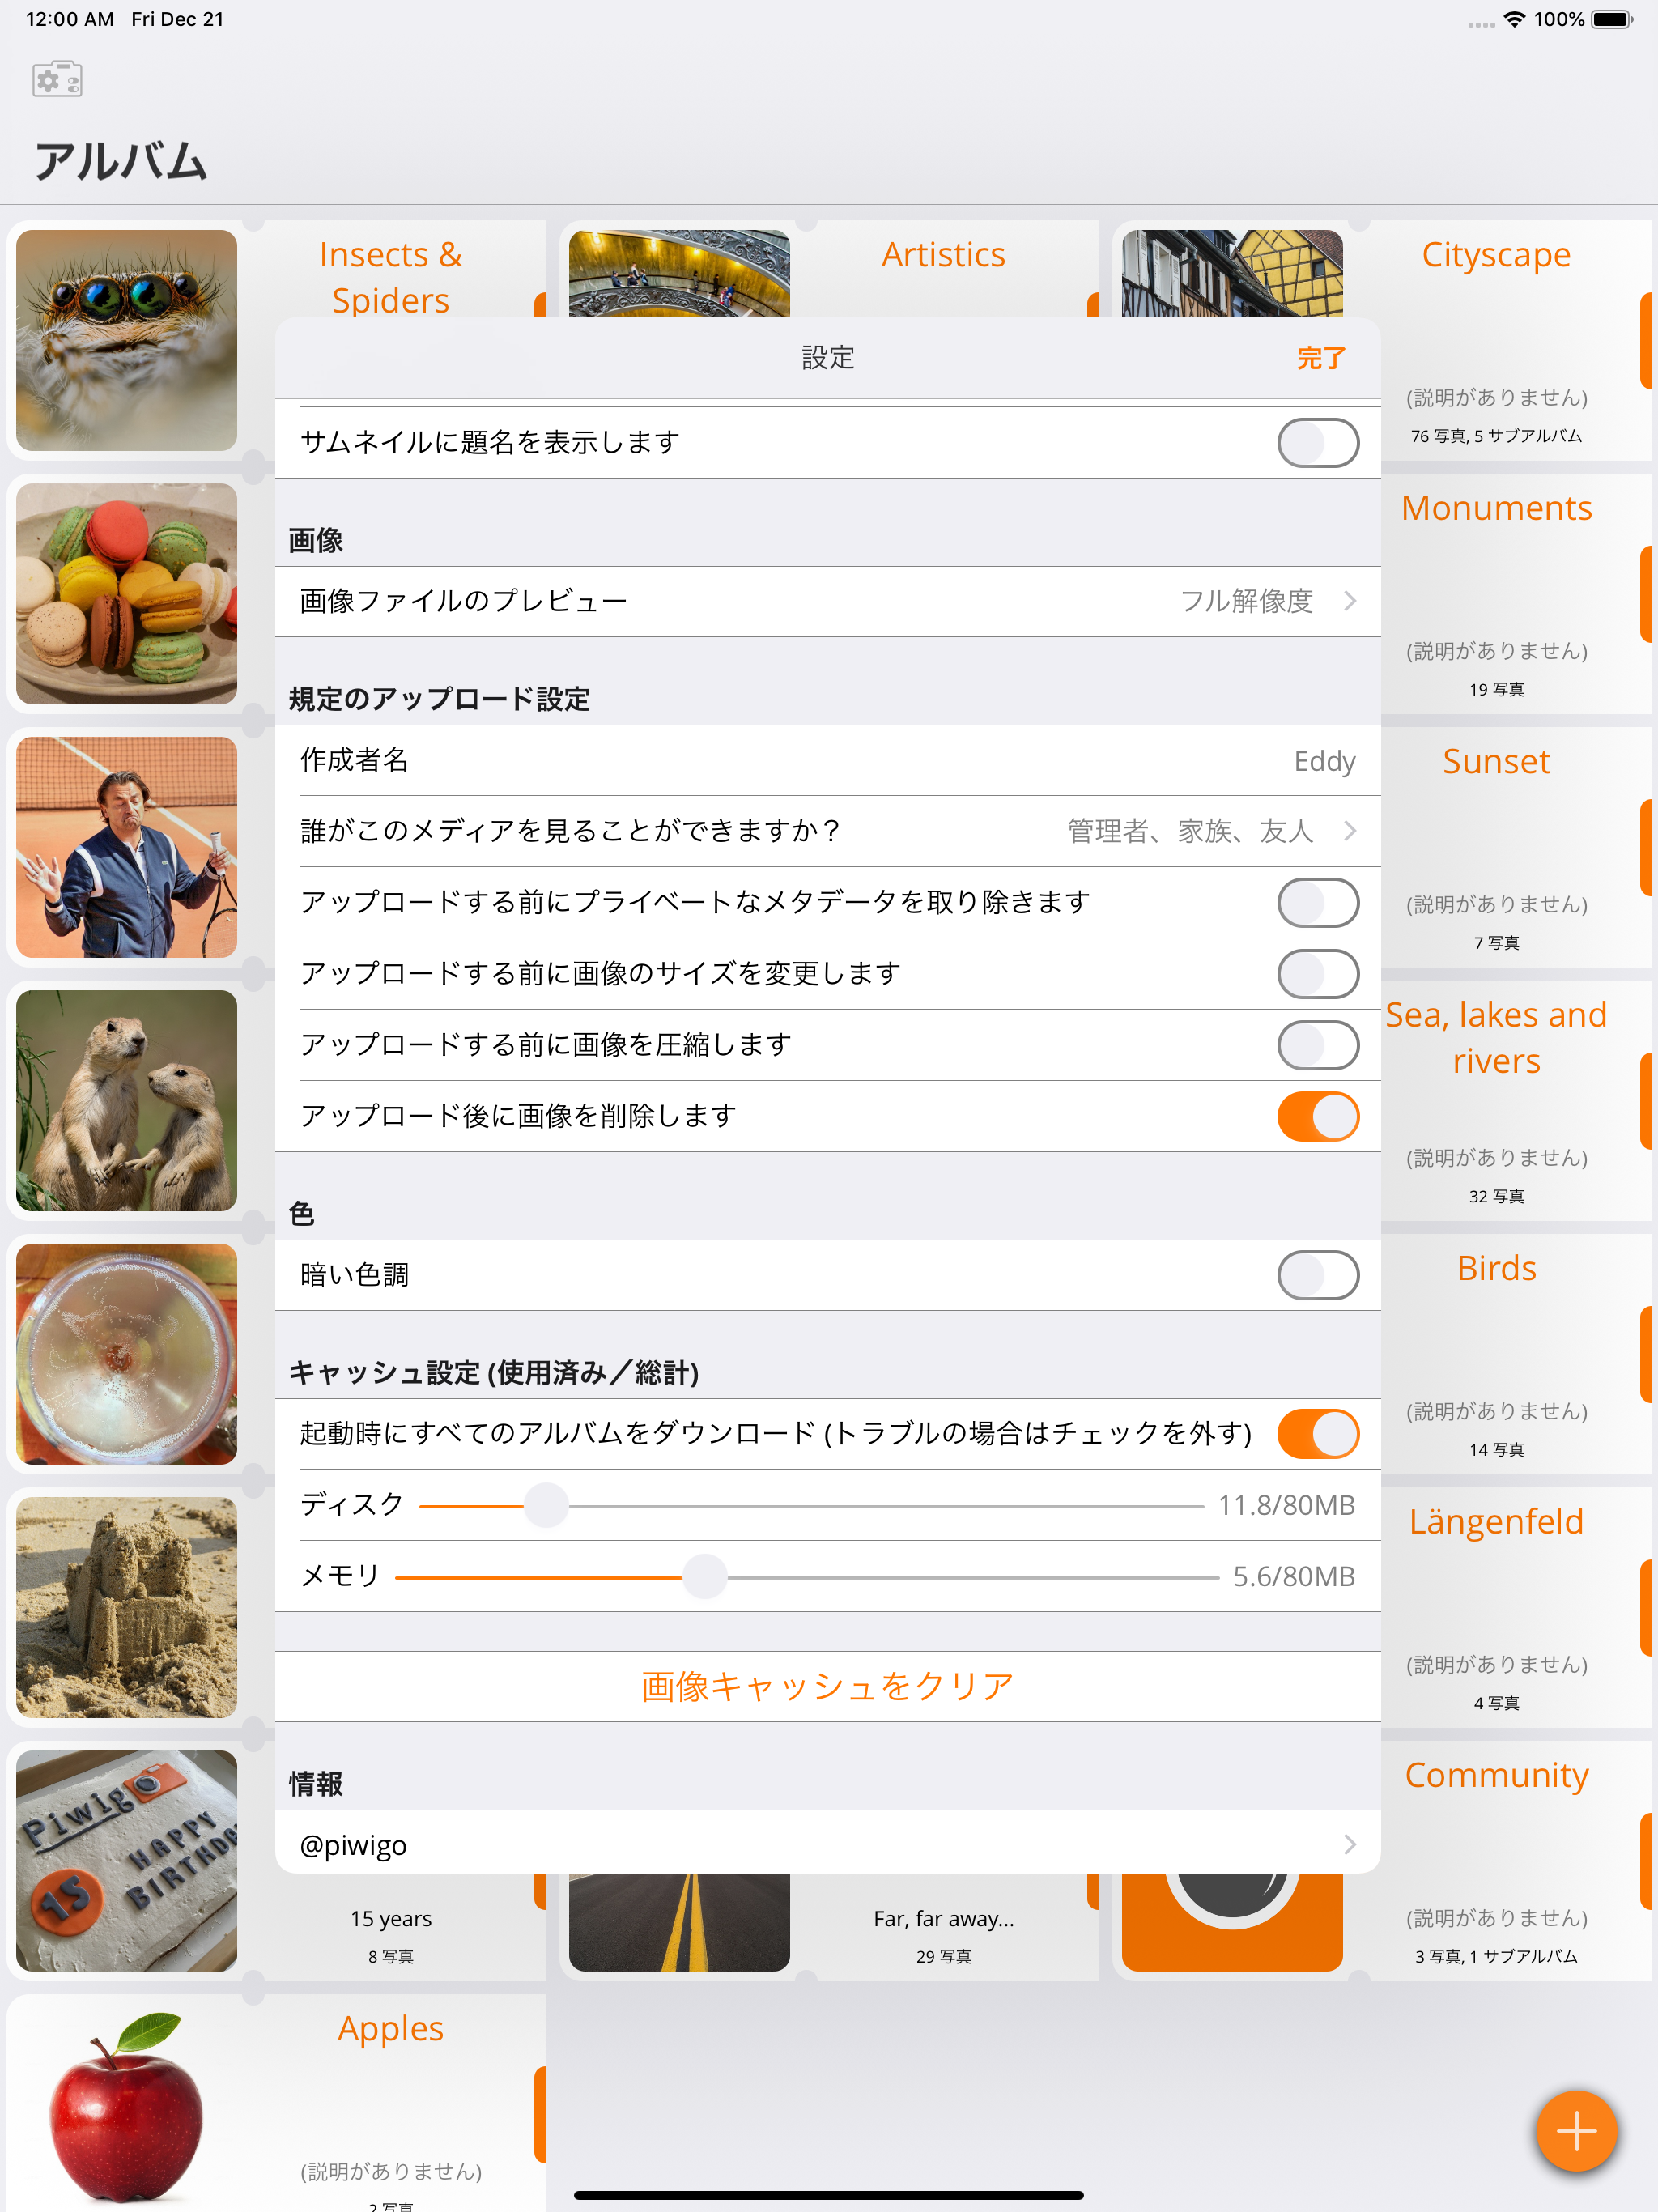 12:00 AM Fri Dec 21
100%
アルバム
Insects &
Spiders
Artistics
Cityscape
(説明がありません)
76 写真, 5 サブアルバム
設定
完了
サムネイルに題名を表示します
画像
画像ファイルのプレビュー
フル解像度
規定のアップロード設定
作成者名
Eddy
誰がこのメディアを見ることができますか？
管理者、家族、友人
アップロードする前にプライベートなメタデータを取り除きます
アップロードする前に画像のサイズを変更します
アップロードする前に画像を圧縮します
アップロード後に画像を削除します
色
暗い色調
キャッシュ設定 (使用済み／総計)
起動時にすべてのアルバムをダウンロード (トラブルの場合はチェックを外す)
ディスク
11.8/80MB
メモリ
5.6/80MB
画像キャッシュをクリア
情報
@piwigo
Monuments
(説明がありません)
19 写真
Sunset
(説明がありません)
7 写真
Sea, lakes and
rivers
(説明がありません)
32 写真
Birds
(説明がありません)
14 写真
Längenfeld
(説明がありません)
4 写真
Community
(説明がありません)
3 写真, 1 サブアルバム
Piwig
HAPPY
15
15 years
8 写真
Far, far away...
29 写真
Apples
(説明がありません)
2 写真